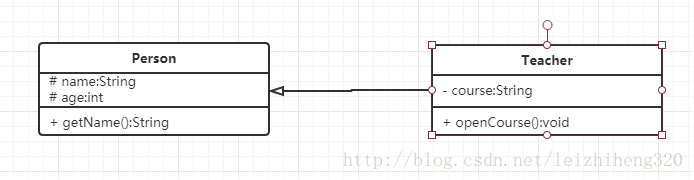 Person
# name:String
# age:int
+ getName():String
Teacher
- course:String
+ openCourse():void
http://blog.csdn.net/leizhiheng320